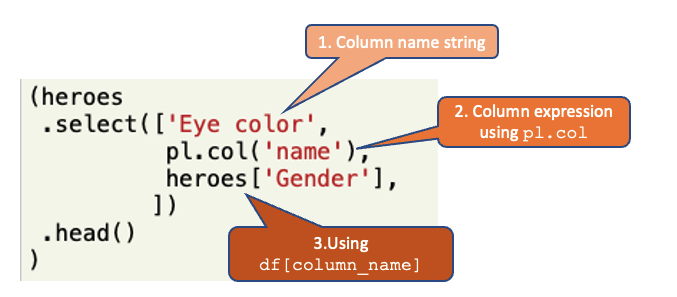 1. Column name string
(heroes
.select(['Eye color',
pl.col('name'),
heroes['Gender'],
])
.head()
)
2. Column expression
using pl.col
3.Using
df[column_name]